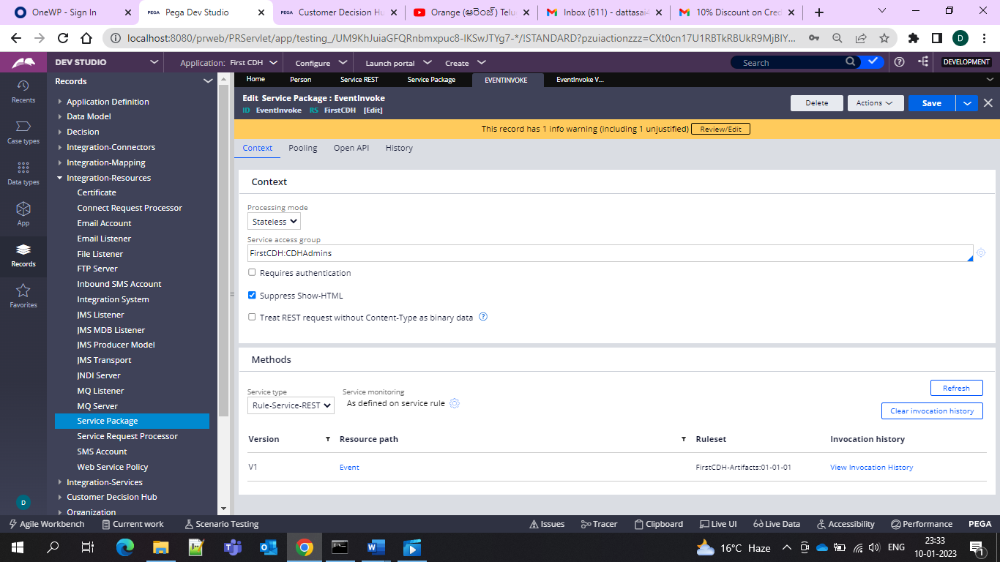 OneWP - Sign In
Pega Dev Studio
Customer Decision Hu
Orange (ఆరెంజ్) Telu
Inbox (611) - dattasai4
10% Discount on Cred
localhost:8080/prweb/PRServlet/app/testing_/UM9KhJuiaGFQRnbmxpuc8-IKSwJTYg7-*/!STANDARD?pzuiactionzzz=CXt0cn17U1RBTkRBUkR9MjBIY...
D
DEV STUDIO
Application: First CDH
Configure
Launch portal
Create
Search
DEVELOPMENT
Recents
Case types
Data types
App
Records
Favorites
D
Records
Application Definition
Data Model
Decision
Integration-Connectors
Integration-Mapping
Integration-Resources
Certificate
Connect Request Processor
Email Account
Email Listener
File Listener
FTP Server
Inbound SMS Account
Integration System
JMS Listener
JMS MDB Listener
JMS Producer Model
JMS Transport
JNDI Server
MQ Listener
MQ Server
Service Package
Service Request Processor
SMS Account
Web Service Policy
Integration-Services
Customer Decision Hub
Organization
Home
Person
Service REST
Service Package
EVENTINVOKE
EventInvoke V...
Edit Service Package : EventInvoke
ID EventInvoke RS FirstCDH [Edit]
Delete
Actions
Save
This record has 1 info warning (including 1 unjustified) Review/Edit
Context
Pooling
Open API
History
Context
Processing mode
Stateless
Service access group
FirstCDH:CDHAdmins
Requires authentication
Suppress Show-HTML
Treat REST request without Content-Type as binary data
Methods
Service type
Service monitoring
Rule-Service-REST
As defined on service rule
Refresh
Clear invocation history
Version
Resource path
Ruleset
Invocation history
V1
Event
FirstCDH-Artifacts:01-01-01
View Invocation History
Agile Workbench
Current work
Scenario Testing
Issues
Tracer
Clipboard
Live UI
Live Data
Accessibility
Performance
PEGA
16°C Haze
ENG
23:33
10-01-2023
1